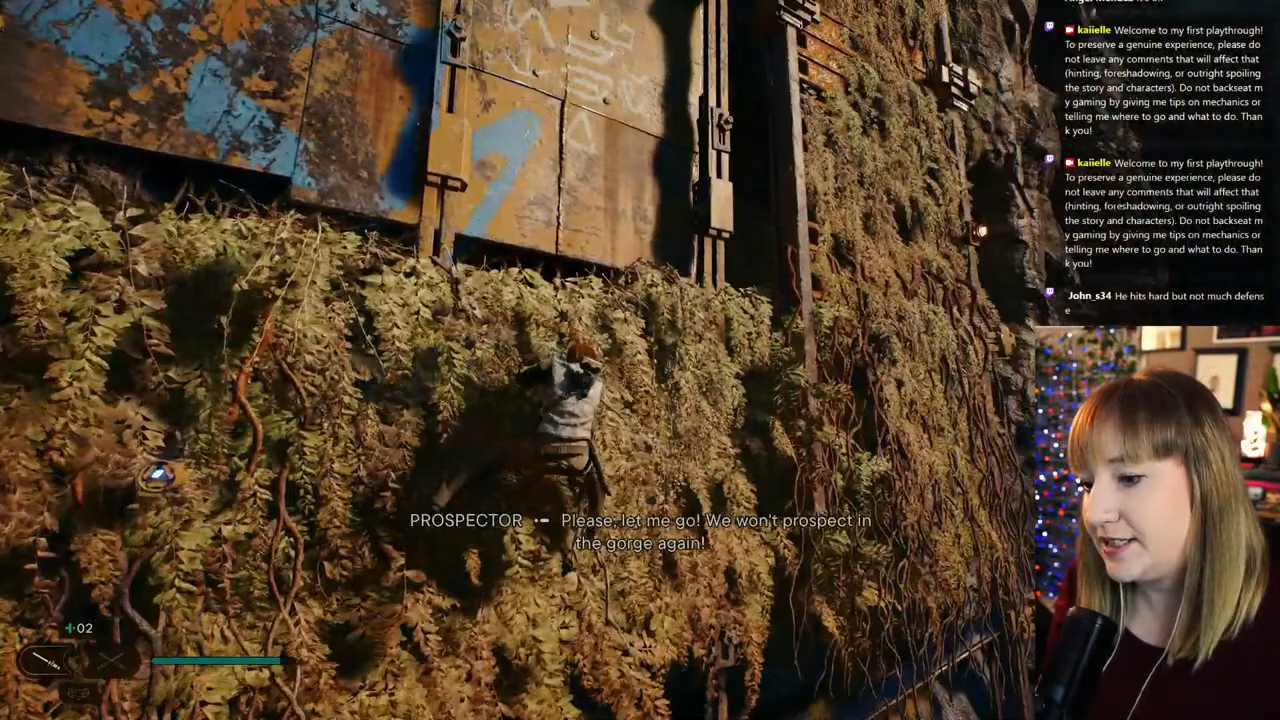 kaiielle Welcome to my first playthrough!
To preserve a genuine experience, please do
not leave any comments that will affect that
(hinting, foreshadowing, or outright spoiling
the story and characters). Do not backseat m
y gaming by giving me tips on mechanics or
telling me where to go and what to do. Than
k you!
kaiielle Welcome to my first playthrough!
To preserve a genuine experience, please do
not leave any comments that will affect that
(hinting, foreshadowing, or outright spoiling
the story and characters). Do not backseat m
y gaming by giving me tips on mechanics or
telling me where to go and what to do. Than
k you!
John_s34 He hits hard but not much defens
e
PROSPECTOR Please, let me go! We won't prospect in
the gorge again!
+02